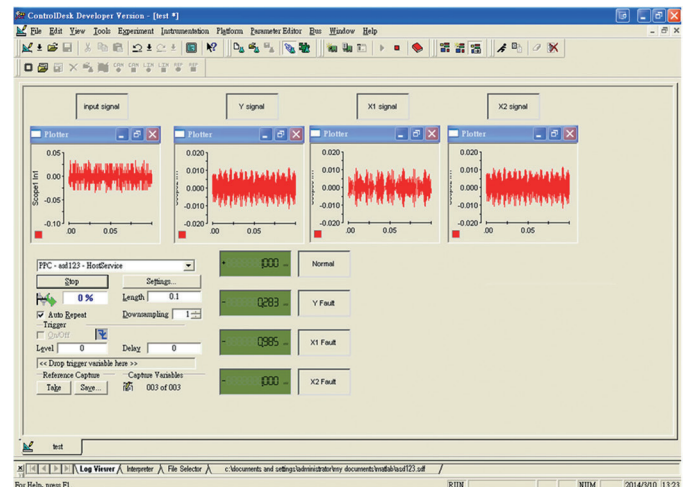 ControlDesk Developer Version - [test *]
File Edit View Tools Experiment Instrumentation Platform Parameter Editor Bus Window Help
input signal
Y signal
X1 signal
X2 signal
Plotter
Plotter
Plotter
Plotter
0.05
0.00
-0.10
.00 0.05
Scope1 In1
0.020
0.010
0.000
-0.010
-0.020
.00 0.05
0.020
0.010
0.000
-0.010
-0.020
.00 0.05
0.020
0.010
0.000
-0.010
-0.020
.00 0.05
PPC - asd123 - HostService
Stop Settings...
0 % Length 0.1
Auto Repeat Downsampling 1
Trigger
On/Off
Level 0 Delay 0
<< Drop trigger variable here >>
Reference Capture Capture Variables
Take Save... 003 of 003
+ 1.000 Normal
- 0.283 Y Fault
- 0.985 X1 Fault
- 1.000 X2 Fault
test
Log Viewer Interpreter File Selector c:\documents and settings\administrator\my documents\matlab\asd123.sdf
For Help, press F1 RUN NUM 2014/3/10 13:23